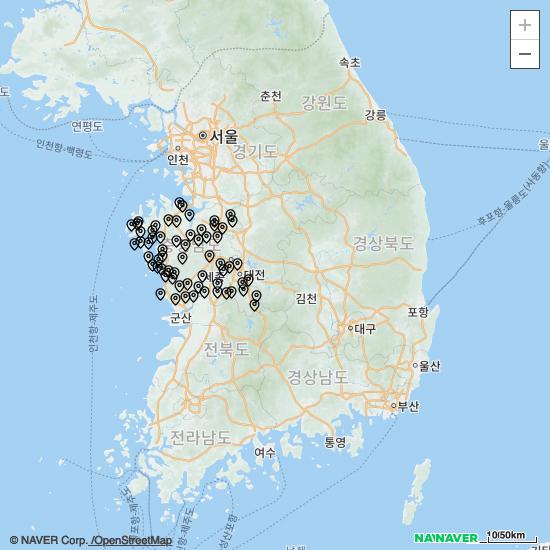 +
−
속초
춘천
강원도
강릉
도
연평도
서울
인천
경기도
인천항-백령도
울
후포항-울릉도(사동항)
경상북도
대전
김천
인천항-제주도
군산
대구
포항
전북도
경상남도
울산
부산
전라남도
여수
통영
© NAVER Corp. /OpenStreetMap
NAVER
10/50km